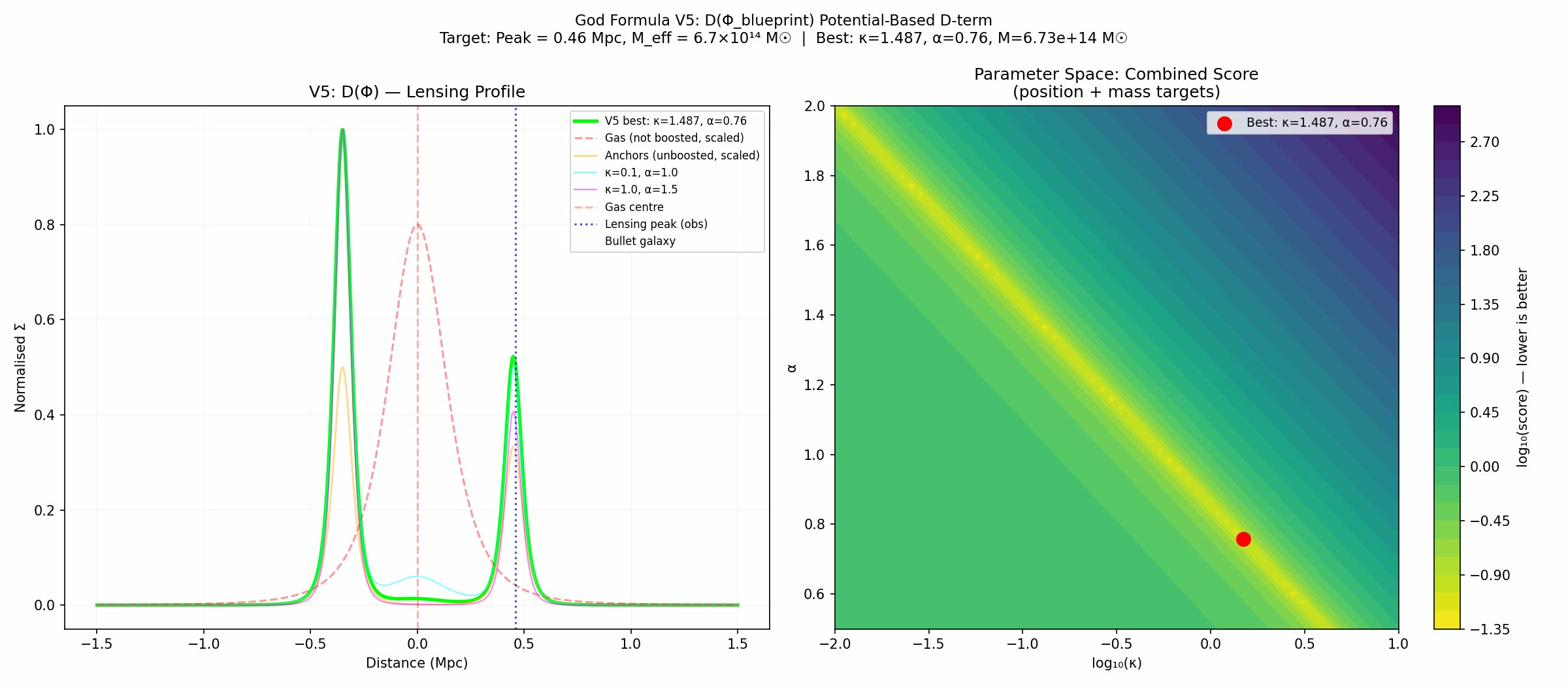 God Formula V5: D(Φ_blueprint) Potential-Based D-term
Target: Peak = 0.46 Mpc, M_eff = 6.7×10¹⁴ M☉ | Best: κ=1.487, α=0.76, M=6.73e+14 M☉
V5: D(Φ) — Lensing Profile
V5 best: κ=1.487, α=0.76
Gas (not boosted, scaled)
Anchors (unboosted, scaled)
κ=0.1, α=1.0
κ=1.0, α=1.5
Gas centre
Lensing peak (obs)
Bullet galaxy
Normalised Σ
1.0
0.8
0.6
0.4
0.2
0.0
−1.5 −1.0 −0.5 0.0 0.5 1.0 1.5
Distance (Mpc)
Parameter Space: Combined Score
(position + mass targets)
Best: κ=1.487, α=0.76
α
2.0
1.8
1.6
1.4
1.2
1.0
0.8
0.6
−2.0 −1.5 −1.0 −0.5 0.0 0.5 1.0
log₁₀(κ)
2.70
2.25
1.80
1.35
0.90
0.45
0.00
−0.45
−0.90
−1.35
log₁₀(score) — lower is better